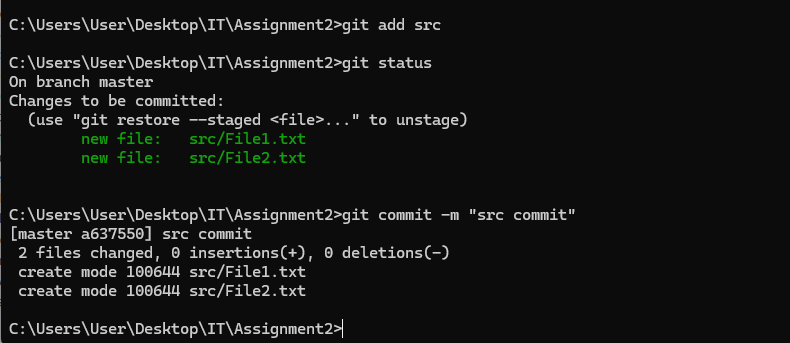 C:\Users\User\Desktop\IT\Assignment2>git add src
C:\Users\User\Desktop\IT\Assignment2>git status
On branch master
Changes to be committed:
  (use "git restore --staged <file>..." to unstage)
        new file:   src/File1.txt
        new file:   src/File2.txt
C:\Users\User\Desktop\IT\Assignment2>git commit -m "src commit"
[master a637550] src commit
 2 files changed, 0 insertions(+), 0 deletions(-)
 create mode 100644 src/File1.txt
 create mode 100644 src/File2.txt
C:\Users\User\Desktop\IT\Assignment2>